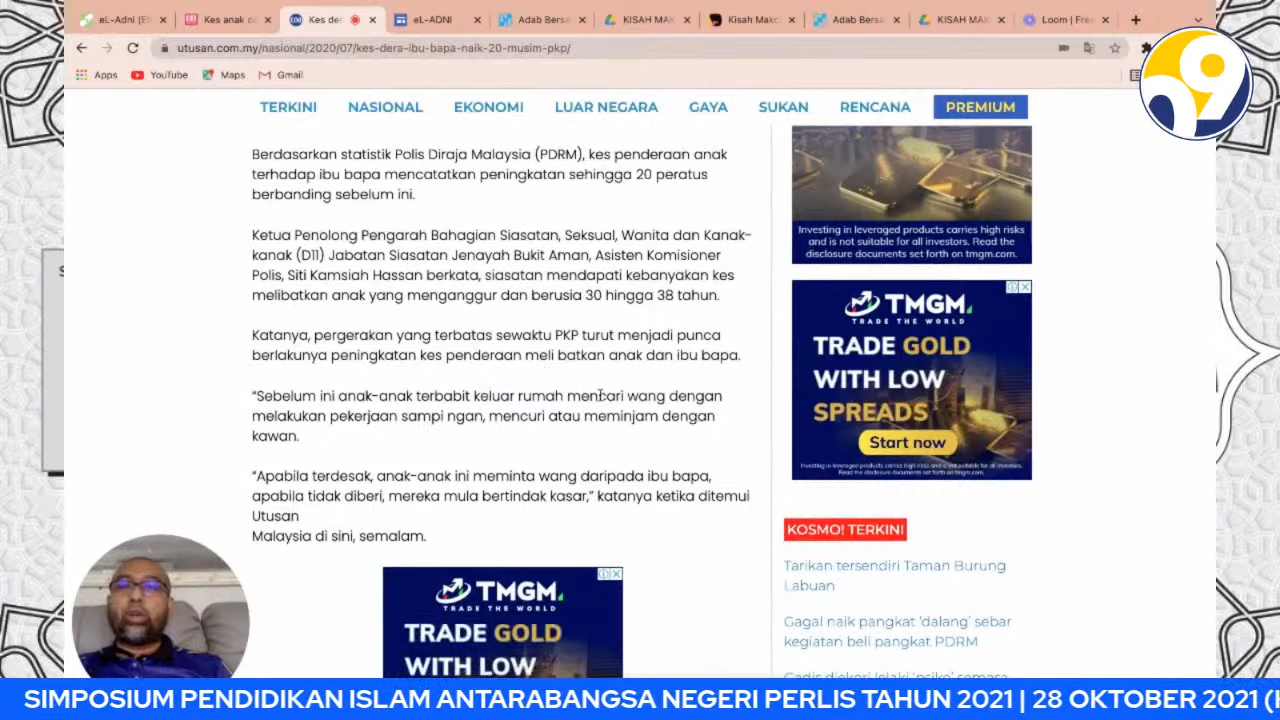 eL-Adni [El
Kes anak de
Kes der
eL-ADNI
Adab Bersa
KISAH MAK
Kisah Makc
Adab Bersa
KISAH MAK
Loom | Free
utusan.com.my/nasional/2020/07/kes-dera-ibu-bapa-naik-20-musim-pkp/
Apps
YouTube
Maps
Gmail
TERKINI
NASIONAL
EKONOMI
LUAR NEGARA
GAYA
SUKAN
RENCANA
PREMIUM
Berdasarkan statistik Polis Diraja Malaysia (PDRM), kes penderaan anak
terhadap ibu bapa mencatatkan peningkatan sehingga 20 peratus
berbanding sebelum ini.
Ketua Penolong Pengarah Bahagian Siasatan, Seksual, Wanita dan Kanak-
kanak (D11) Jabatan Siasatan Jenayah Bukit Aman, Asisten Komisioner
Polis, Siti Kamsiah Hassan berkata, siasatan mendapati kebanyakan kes
melibatkan anak yang menganggur dan berusia 30 hingga 38 tahun.
Katanya, pergerakan yang terbatas sewaktu PKP turut menjadi punca
berlakunya peningkatan kes penderaan meli batkan anak dan ibu bapa.
“Sebelum ini anak-anak terbabit keluar rumah mencari wang dengan
melakukan pekerjaan sampi ngan, mencuri atau meminjam dengan
kawan.
“Apabila terdesak, anak-anak ini meminta wang daripada ibu bapa,
apabila tidak diberi, mereka mula bertindak kasar,” katanya ketika ditemui
Utusan
Malaysia di sini, semalam.
Investing in leveraged products carries high risks
and is not suitable for all investors. Read the
disclosure documents set forth on tmgm.com.
TMGM
TRADE THE WORLD
TRADE GOLD
WITH LOW
SPREADS
Start now
Investing in leveraged products carries high risks and is not suitable for all investors.
Read the disclosure documents set forth on tmgm.com.
KOSMO! TERKINI
Tarikan tersendiri Taman Burung
Labuan
Gagal naik pangkat ‘dalang’ sebar
kegiatan beli pangkat PDRM
TMGM
TRADE THE WORLD
TRADE GOLD
WITH LOW
SIMPOSIUM PENDIDIKAN ISLAM ANTARABANGSA NEGERI PERLIS TAHUN 2021 | 28 OKTOBER 2021